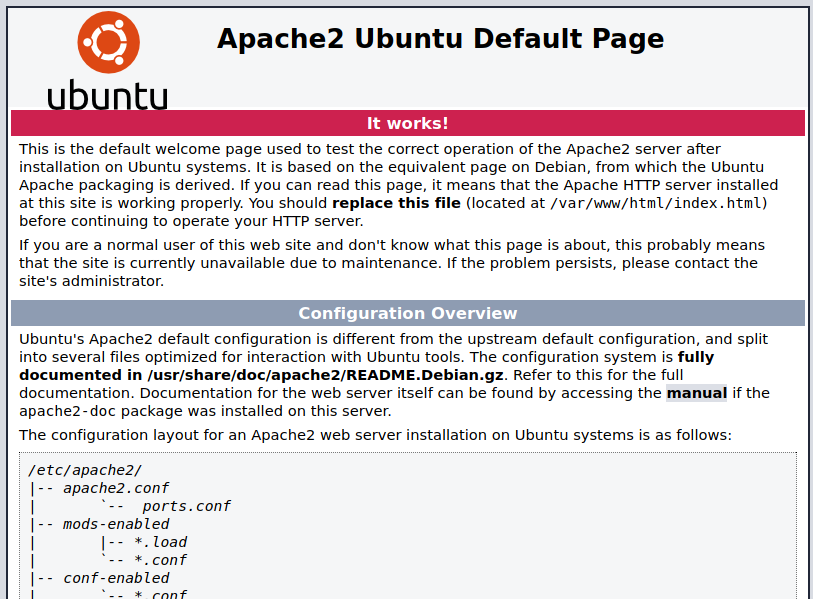 ubuntu
Apache2 Ubuntu Default Page
It works!
This is the default welcome page used to test the correct operation of the Apache2 server after
installation on Ubuntu systems. It is based on the equivalent page on Debian, from which the Ubuntu
Apache packaging is derived. If you can read this page, it means that the Apache HTTP server installed
at this site is working properly. You should replace this file (located at /var/www/html/index.html)
before continuing to operate your HTTP server.
If you are a normal user of this web site and don't know what this page is about, this probably means
that the site is currently unavailable due to maintenance. If the problem persists, please contact the
site's administrator.
Configuration Overview
Ubuntu's Apache2 default configuration is different from the upstream default configuration, and split
into several files optimized for interaction with Ubuntu tools. The configuration system is fully
documented in /usr/share/doc/apache2/README.Debian.gz. Refer to this for the full
documentation. Documentation for the web server itself can be found by accessing the manual if the
apache2-doc package was installed on this server.
The configuration layout for an Apache2 web server installation on Ubuntu systems is as follows:
/etc/apache2/
|-- apache2.conf
|       `--  ports.conf
|-- mods-enabled
|       |-- *.load
|       `-- *.conf
|-- conf-enabled
|       `-- *.conf